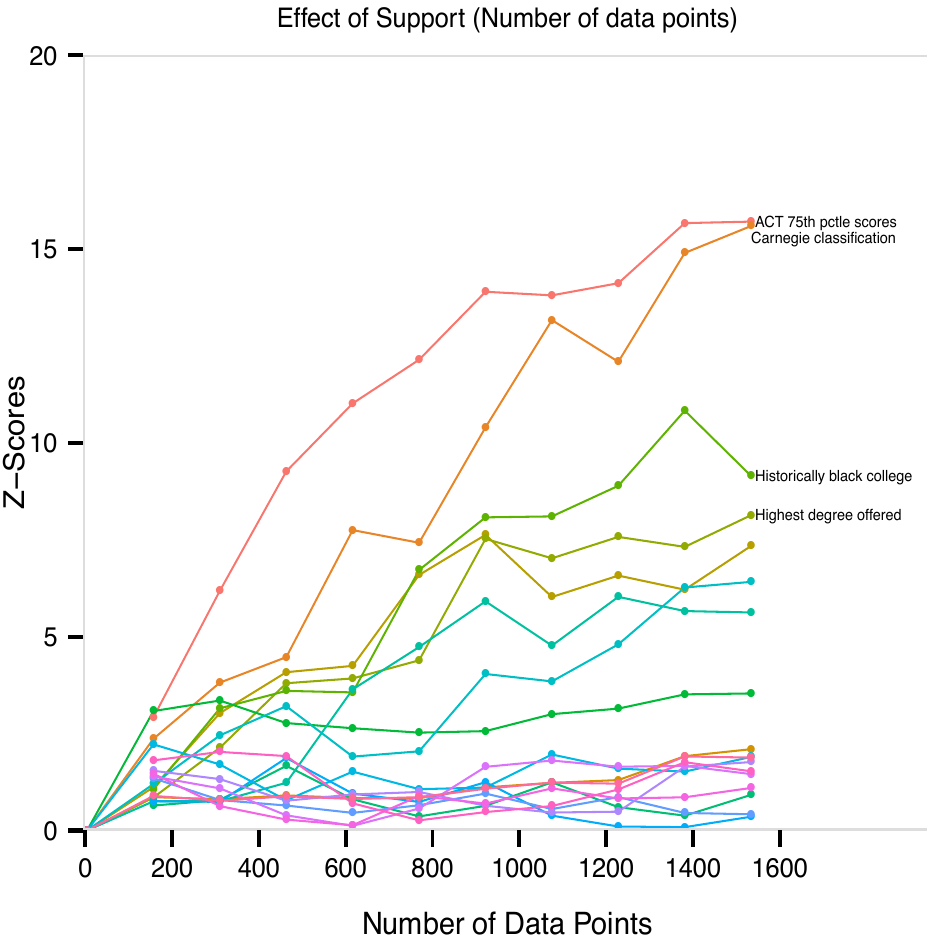 Effect of Support (Number of data points)
20
15
10
5
0
Z−Scores
ACT 75th pctle scores
Carnegie classification
Historically black college
Highest degree offered
0 200 400 600 800 1000 1200 1400 1600
Number of Data Points